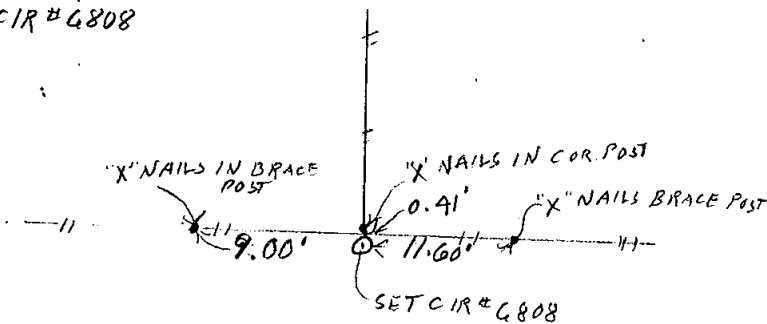 CIR # G808
"X" NAILS IN BRACE
POST
"X" NAILS IN COR. POST
0.41'
"X" NAILS BRACE POST
9.00'
11.60'
SET CIR # G808